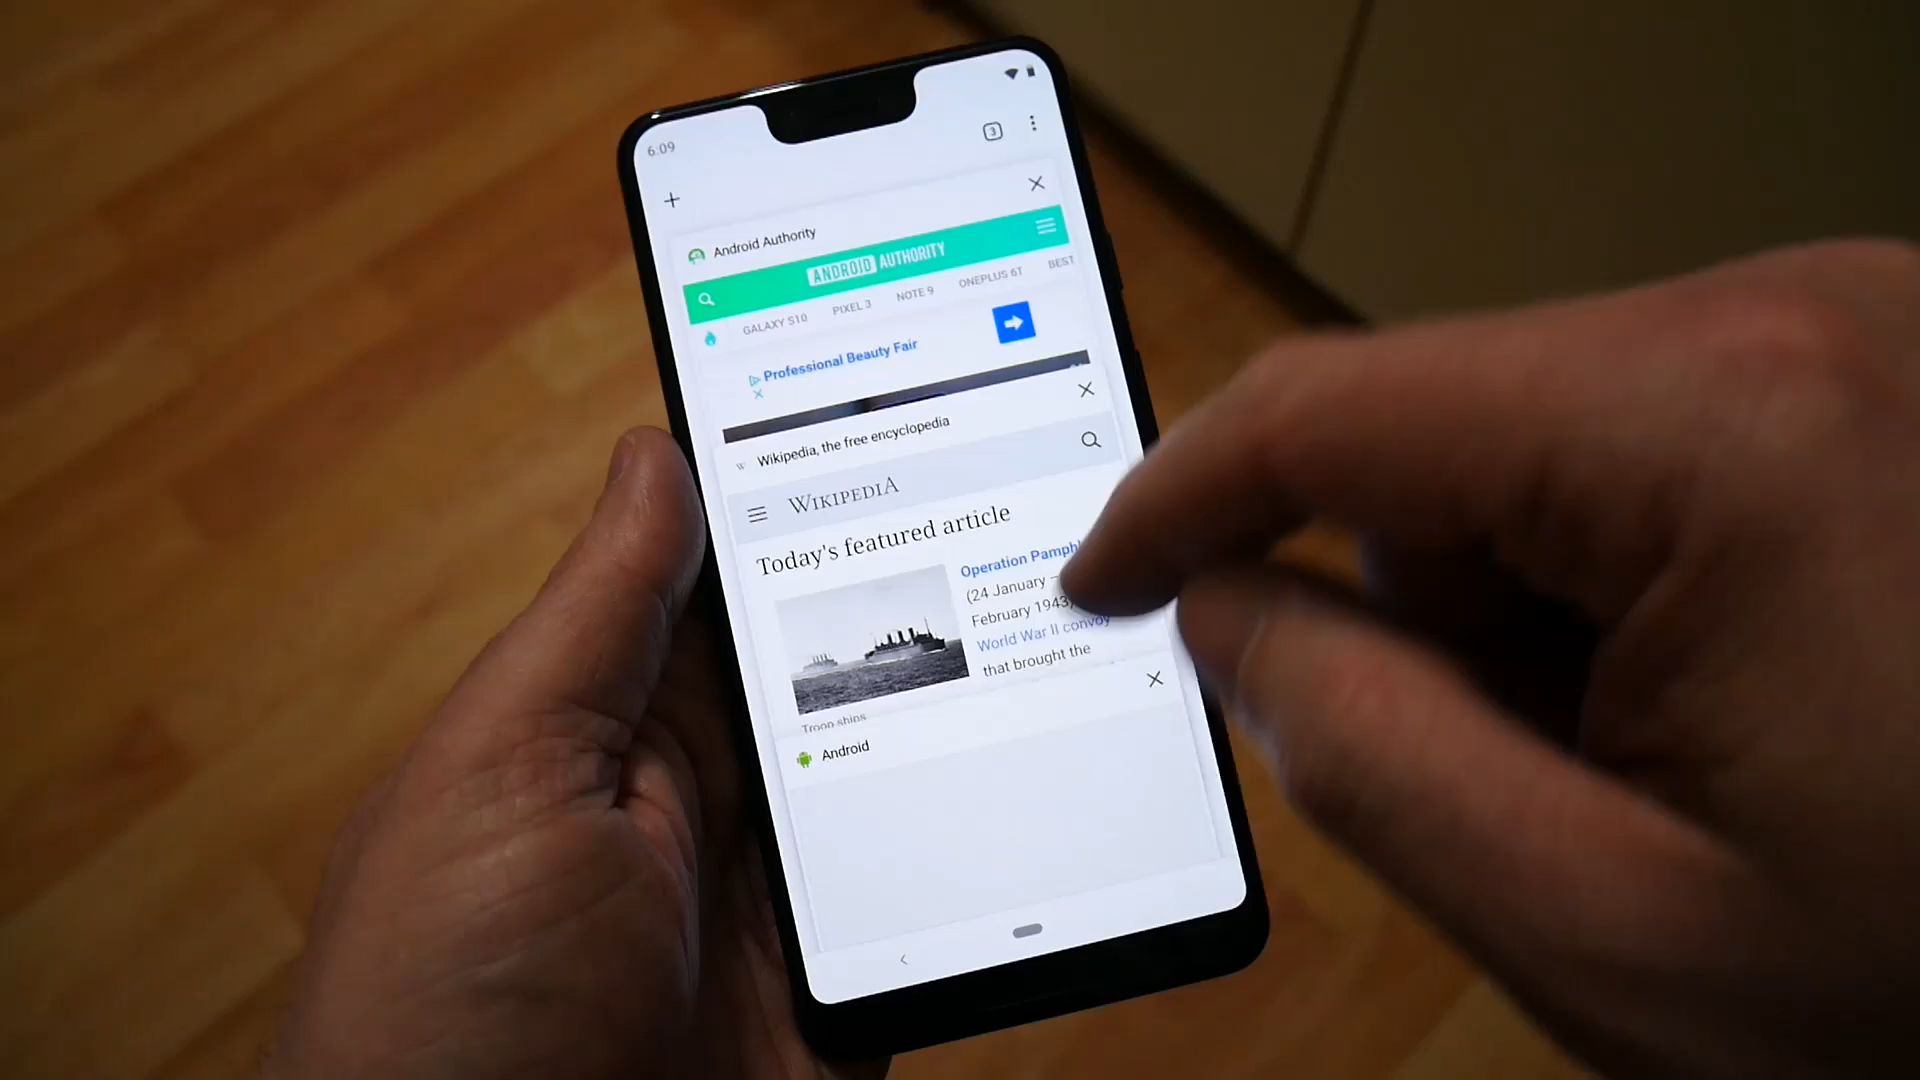 6:09
3
Android Authority
ANDROID AUTHORITY
GALAXY S10 PIXEL 3 NOTE 9 ONEPLUS 6T BEST
Professional Beauty Fair
W Wikipedia, the free encyclopedia
WIKIPEDIA
Today's featured article
Operation Pamphl
(24 January –
February 1943)
World War II convoy
that brought the
Troop ships
Android